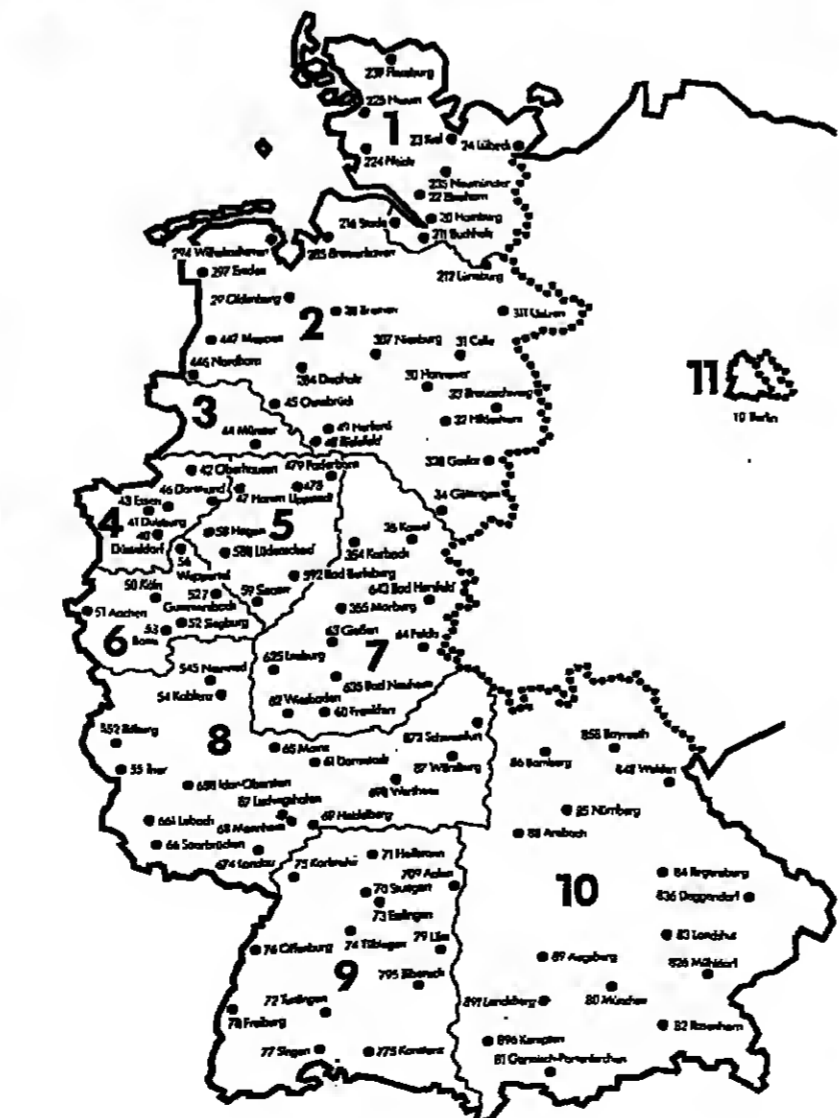 239 Flensburg
225 Husum
1
23 Kiel
24 Lübeck
224 Heide
235 Neumünster
22 Elmshorn
216 Stade
20 Hamburg
211 Buchholz
294 Wilhelmshaven
285 Bremerhaven
297 Emden
212 Lüneburg
29 Oldenburg
28 Bremen
311 Uelzen
2
447 Meppen
307 Nienburg
31 Celle
446 Nordhorn
284 Diepholz
30 Hannover
11
33 Braunschweig
19 Berlin
3
45 Osnabrück
44 Münster
49 Herford
48 Bielefeld
32 Hildesheim
338 Goslar
42 Oberhausen
479 Paderborn
46 Dortmund
478
43 Essen
47 Hamm Lippstadt
34 Göttingen
4
41 Duisburg
40
Düsseldorf
58 Hagen
5
588 Lüdenscheid
35 Kassel
354 Korbach
56
Wuppertal
592 Bad Berleburg
50 Köln
527
Gummersbach
59 Siegen
643 Bad Hersfeld
51 Aachen
355 Marburg
52 Siegburg
53
Bonn
6
63 Gießen
64 Fulda
7
625 Limburg
545 Neuwied
635 Bad Nauheim
54 Koblenz
62 Wiesbaden
60 Frankfurt
552 Bitburg
8
873 Schweinfurt
65 Mainz
858 Bayreuth
61 Darmstadt
87 Würzburg
86 Bamberg
55 Trier
848 Weiden
658 Idar-Oberstein
698 Wertheim
67 Ludwigshafen
85 Nürnberg
661 Lebach
68 Mannheim
69 Heidelberg
88 Ansbach
66 Saarbrücken
674 Landau
75 Karlsruhe
71 Heilbronn
709 Aalen
70 Stuttgart
10
84 Regensburg
836 Deggendorf
73 Esslingen
74 Tübingen
79 Ulm
83 Landshut
76 Offenburg
9
795 Biberach
89 Augsburg
826 Mühldorf
891 Landsberg
80 München
72 Tuttlingen
78 Freiburg
82 Rosenheim
896 Kempten
77 Singen
775 Konstanz
81 Garmisch-Partenkirchen